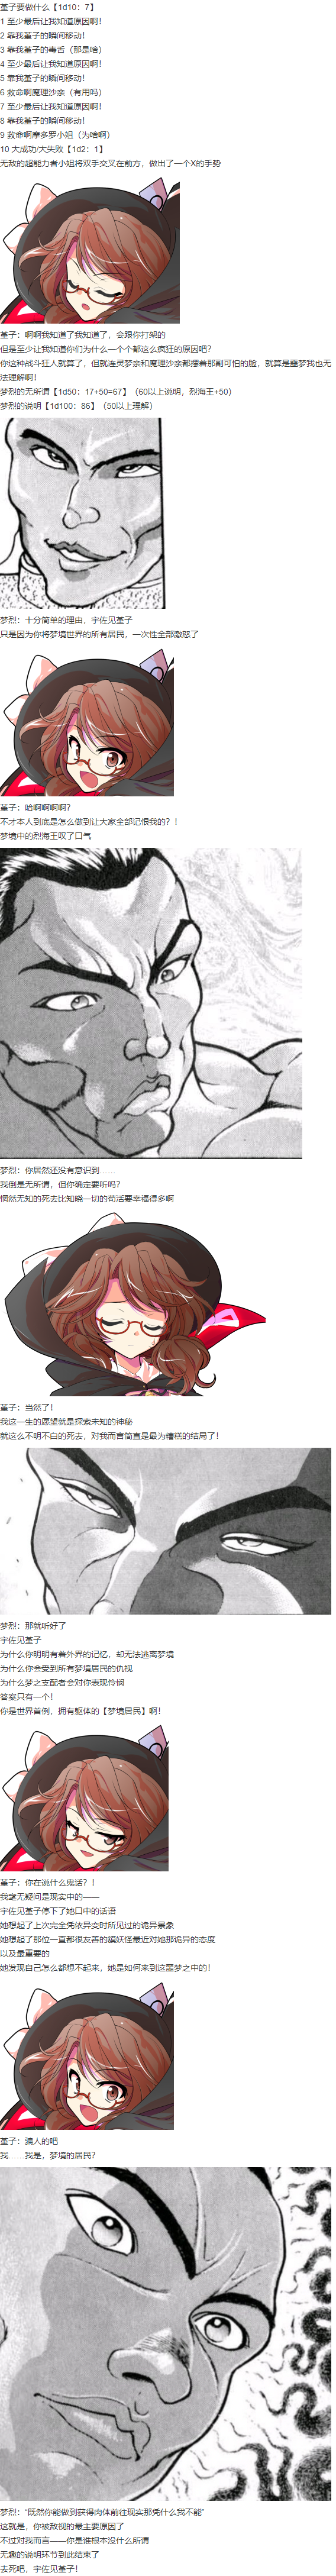 堇子要做什么【1d10：7】
1 至少最后让我知道原因啊！
2 靠我堇子的瞬间移动！
3 靠我堇子的毒舌（那是啥）
4 至少最后让我知道原因啊！
5 靠我堇子的瞬间移动！
6 救命啊魔理沙亲（有用吗）
7 至少最后让我知道原因啊！
8 靠我堇子的瞬间移动！
9 救命啊摩多罗小姐（为啥啊）
10 大成功/大失败【1d2：1】
无敌的超能力者小姐将双手交叉在前方，做出了一个X的手势
堇子：啊啊我知道了我知道了，会跟你打架的
但是至少让我知道你们为什么一个个都这么疯狂的原因吧？
你这种战斗狂人就算了，但就连灵梦亲和魔理沙亲都摆着那副可怕的脸，就算是噩梦我也无
法理解啊！
梦烈的无所谓【1d50：17+50=67】（60以上说明，烈海王+50）
梦烈的说明【1d100：86】（50以上理解）
梦烈：十分简单的理由，宇佐见堇子
只是因为你将梦境世界的所有居民，一次性全部激怒了
堇子：哈啊啊啊啊？
不才本人到底是怎么做到让大家全部记恨我的？！
梦境中的烈海王叹了口气
梦烈：你居然还没有意识到……
我倒是无所谓，但你确定要听吗？
惘然无知的死去比知晓一切的苟活要幸福得多啊
堇子：当然了！
我这一生的愿望就是探索未知的神秘
就这么不明不白的死去，对我而言简直是最为糟糕的结局了！
梦烈：那就听好了
宇佐见堇子
为什么你明明有着外界的记忆，却无法逃离梦境
为什么你会受到所有梦境居民的仇视
为什么梦之支配者会对你表现怜悯
答案只有一个！
你是世界首例，拥有躯体的【梦境居民】啊！
堇子：你在说什么鬼话？！
我毫无疑问是现实中的——
宇佐见堇子停下了她口中的话语
她想起了上次完全凭依异变时所见过的诡异景象
她想起了那位一直都很友善的貘妖怪最近对她那诡异的态度
以及最重要的
她发现自己怎么都想不起来，她是如何来到这噩梦之中的！
堇子：骗人的吧
我……我是，梦境的居民？
梦烈：“既然你能做到获得肉体前往现实那凭什么我不能”
这就是，你被敌视的最主要原因了
不过对我而言——你是谁根本没什么所谓
无趣的说明环节到此结束了
去死吧，宇佐见堇子！